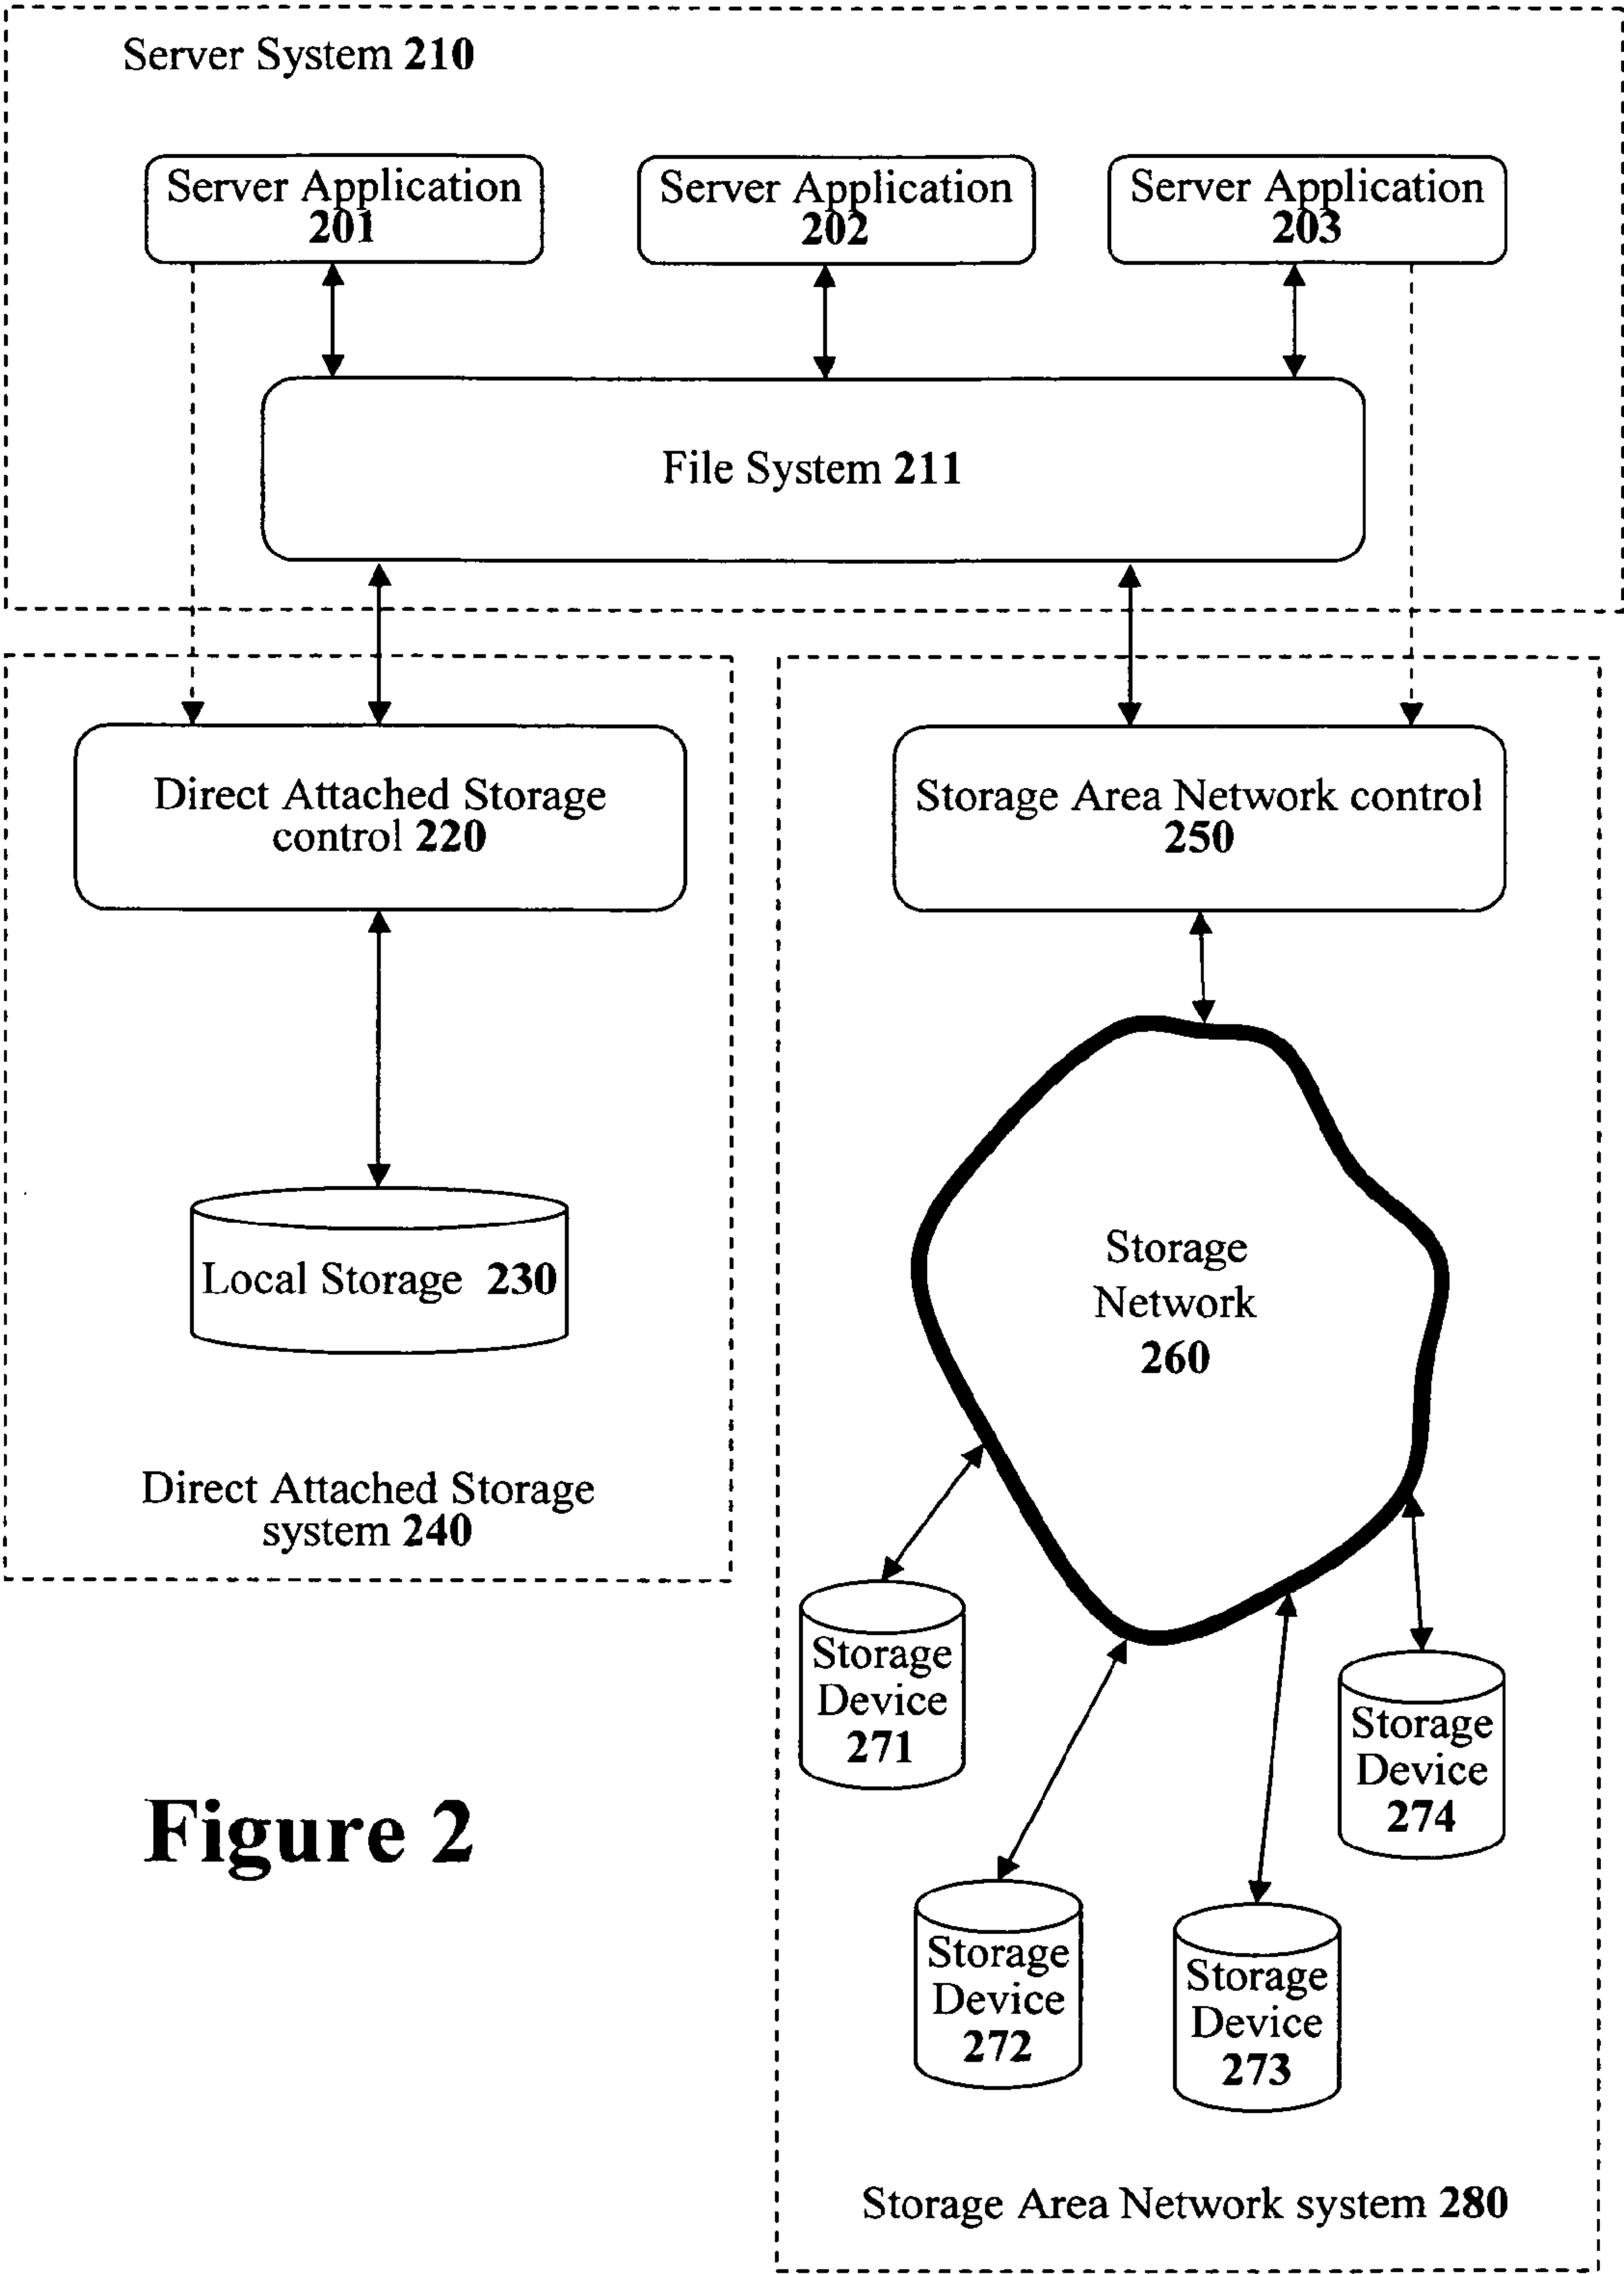 Server System 210
Server Application
201
Server Application
202
Server Application
203
File System 211
Direct Attached Storage
control 220
Storage Area Network control
250
Local Storage 230
Storage
Network
260
Direct Attached Storage
system 240
Storage
Device
271
Storage
Device
272
Storage
Device
273
Storage
Device
274
Figure 2
Storage Area Network system 280